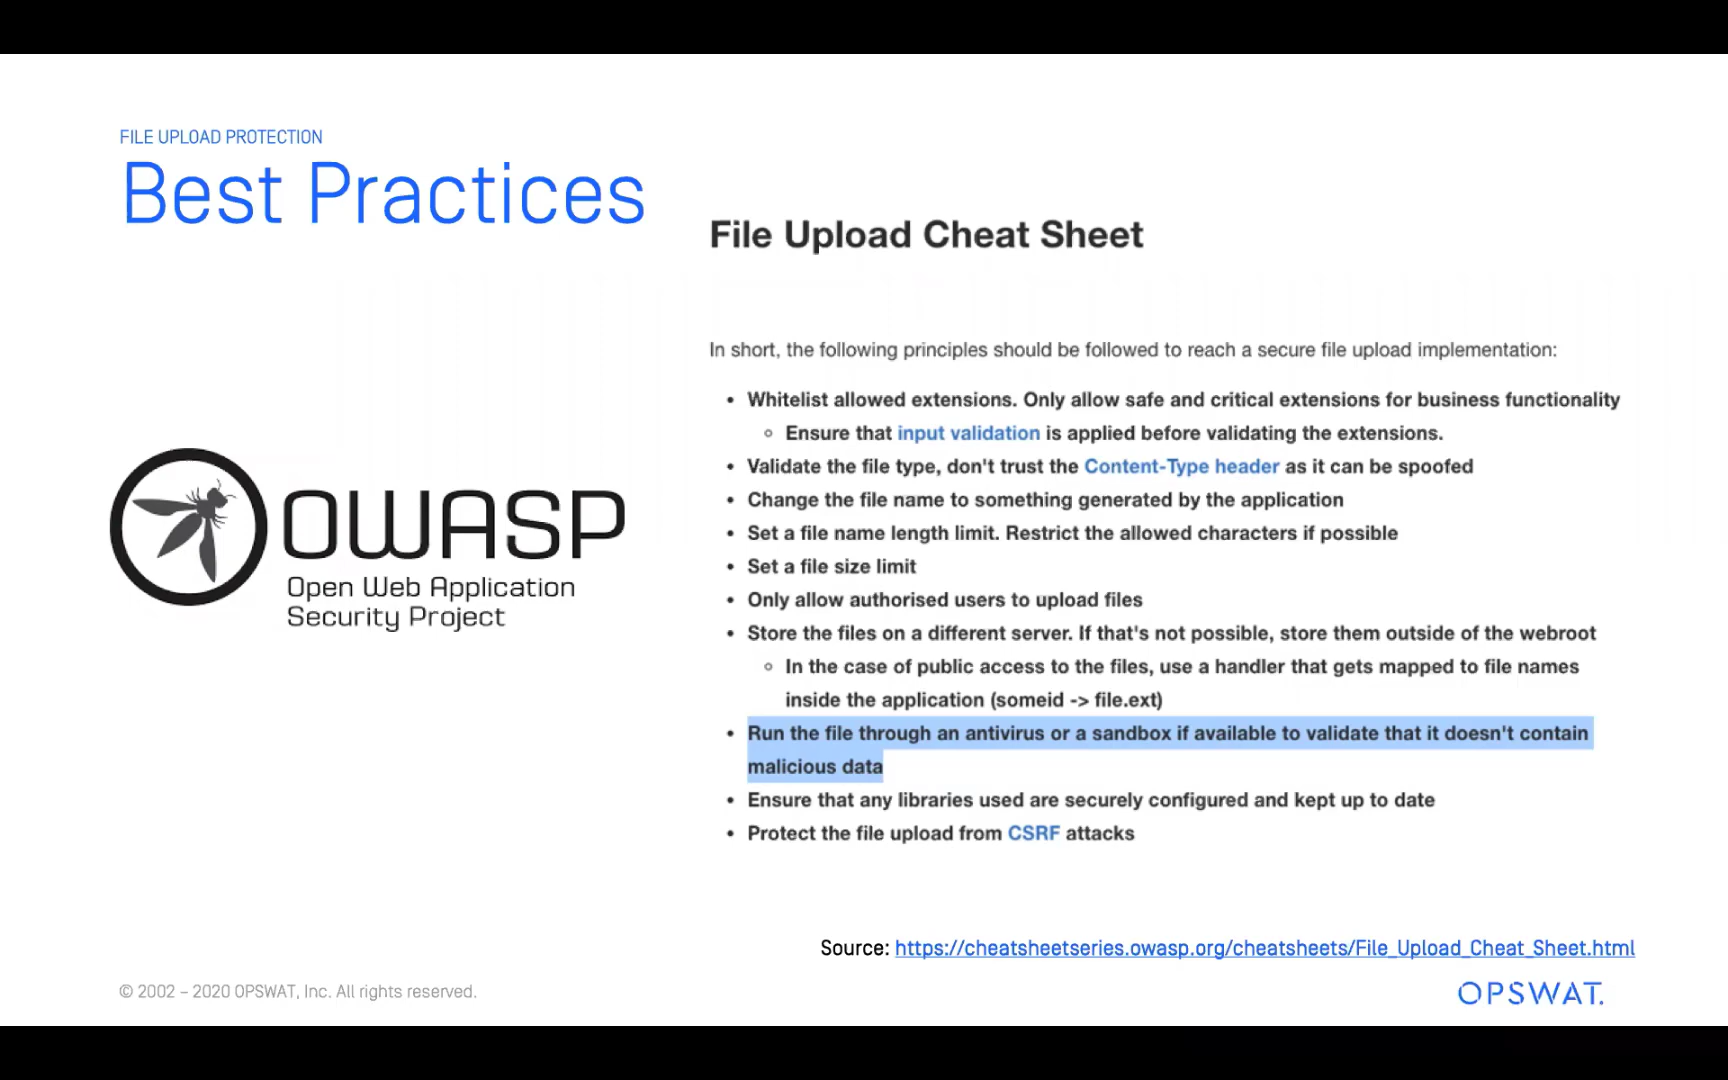 FILE UPLOAD PROTECTION
Best Practices
File Upload Cheat Sheet
In short, the following principles should be followed to reach a secure file upload implementation:
• Whitelist allowed extensions. Only allow safe and critical extensions for business functionality
◦ Ensure that input validation is applied before validating the extensions.
• Validate the file type, don't trust the Content-Type header as it can be spoofed
• Change the file name to something generated by the application
• Set a file name length limit. Restrict the allowed characters if possible
• Set a file size limit
• Only allow authorised users to upload files
• Store the files on a different server. If that's not possible, store them outside of the webroot
◦ In the case of public access to the files, use a handler that gets mapped to file names
inside the application (someid -> file.ext)
• Run the file through an antivirus or a sandbox if available to validate that it doesn't contain
malicious data
• Ensure that any libraries used are securely configured and kept up to date
• Protect the file upload from CSRF attacks
OWASP
Open Web Application
Security Project
Source: https://cheatsheetseries.owasp.org/cheatsheets/File_Upload_Cheat_Sheet.html
© 2002 – 2020 OPSWAT, Inc. All rights reserved.
OPSWAT.